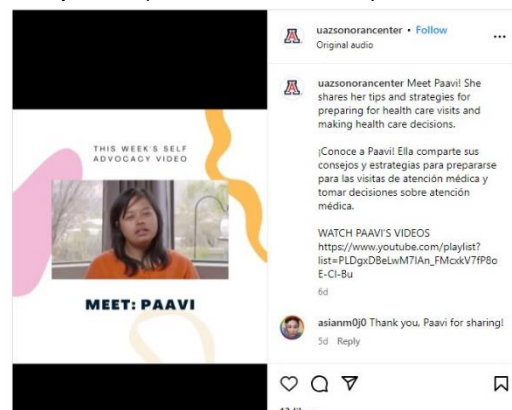 THIS WEEK'S SELF
ADVOCACY VIDEO
MEET: PAAVI
uazsonorancenter • Follow
Original audio
uazsonorancenter Meet Paavi! She
shares her tips and strategies for
preparing for health care visits and
making health care decisions.
¡Conoce a Paavi! Ella comparte sus
consejos y estrategias para prepararse
para las visitas de atención médica y
tomar decisiones sobre atención
médica.
WATCH PAAVI'S VIDEOS
https://www.youtube.com/playlist?
list=PLDgxDBeLwM7IAn_FMcxkV7fP8o
E-CI-Bu
6d
asianm0j0 Thank you, Paavi for sharing!
5d Reply